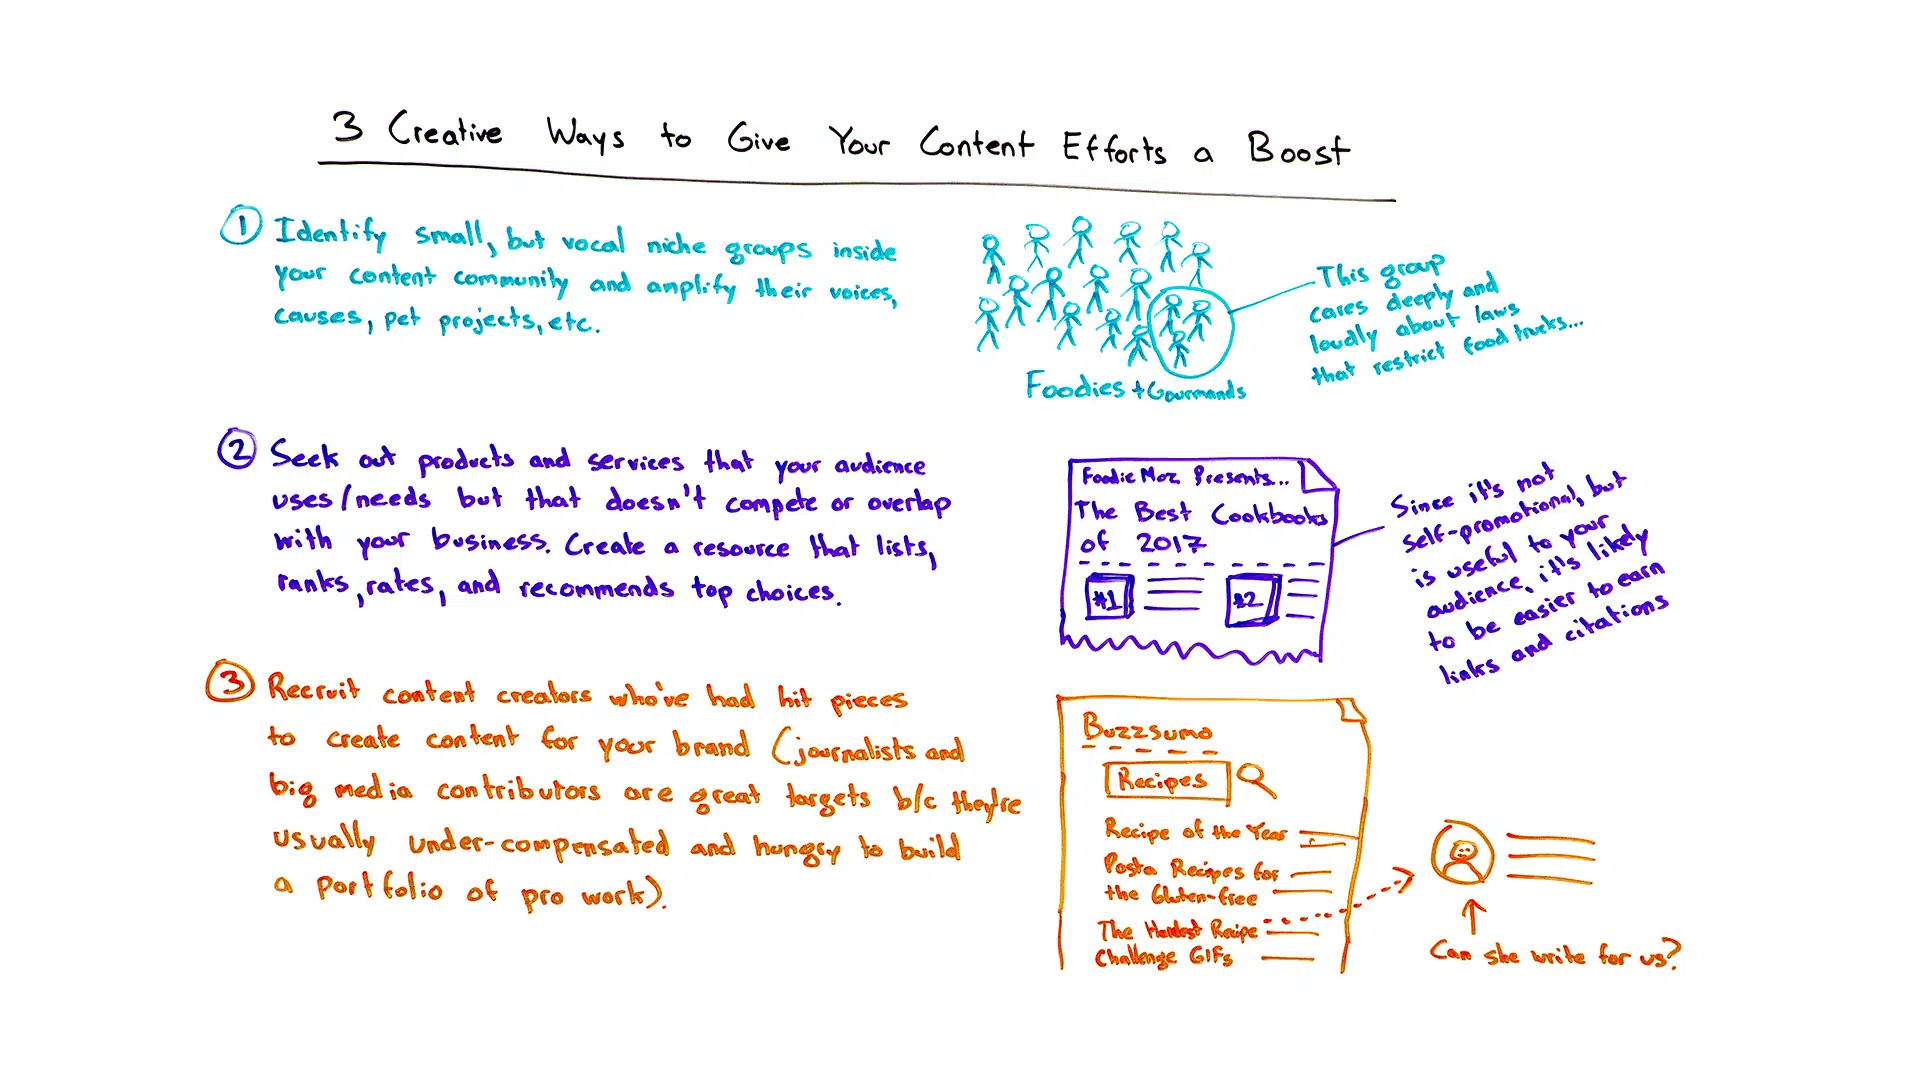 3 Creative Ways to Give Your Content Efforts a Boost
1 Identify small, but vocal niche groups inside
your content community and amplify their voices,
causes, pet projects, etc.
Foodies + Gourmands
This group
cares deeply and
loudly about laws
that restrict food trucks...
2 Seek out products and services that your audience
uses/needs but that doesn't compete or overlap
with your business. Create a resource that lists,
ranks, rates, and recommends top choices.
Foodie Moz Presents...
The Best Cookbooks
of 2017
#1 #2
Since it's not
self-promotional, but
is useful to your
audience, it's likely
to be easier to earn
links and citations
3 Recruit content creators who've had hit pieces
to create content for your brand (journalists and
big media contributors are great targets b/c they're
usually under-compensated and hungry to build
a portfolio of pro work).
Buzzsumo
Recipes
Recipe of the Year
Pasta Recipes for
the Gluten-free
The Hardest Recipe
Challenge GIFs
Can she write for us?